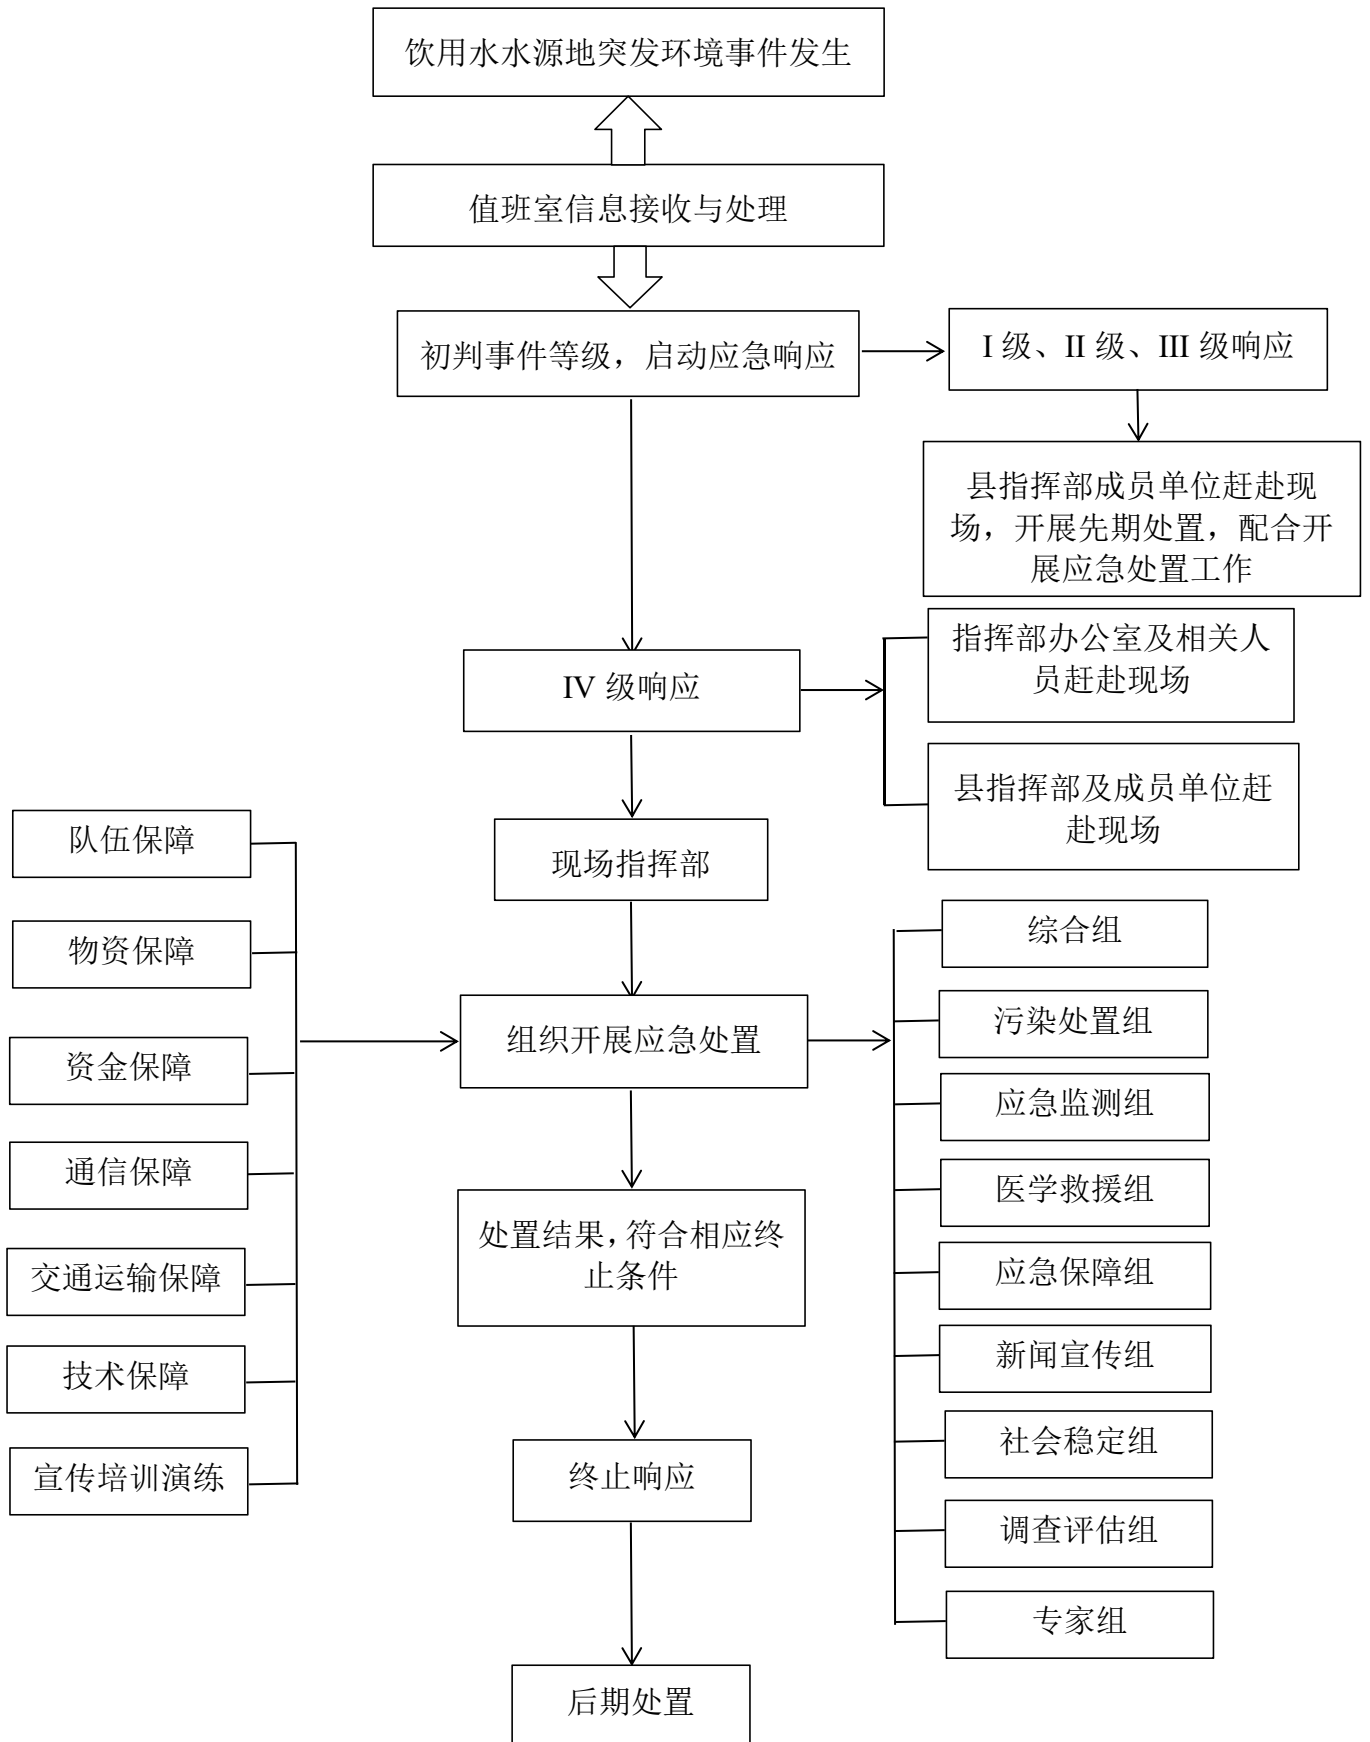 饮用水水源地突发环境事件发生
值班室信息接收与处理
初判事件等级，启动应急响应
I 级、II 级、III 级响应
县指挥部成员单位赶赴现
场，开展先期处置，配合开
展应急处置工作
IV 级响应
指挥部办公室及相关人
员赶赴现场
县指挥部及成员单位赶
赴现场
现场指挥部
队伍保障
物资保障
资金保障
通信保障
交通运输保障
技术保障
宣传培训演练
组织开展应急处置
综合组
污染处置组
应急监测组
医学救援组
应急保障组
新闻宣传组
社会稳定组
调查评估组
专家组
处置结果，符合相应终
止条件
终止响应
后期处置